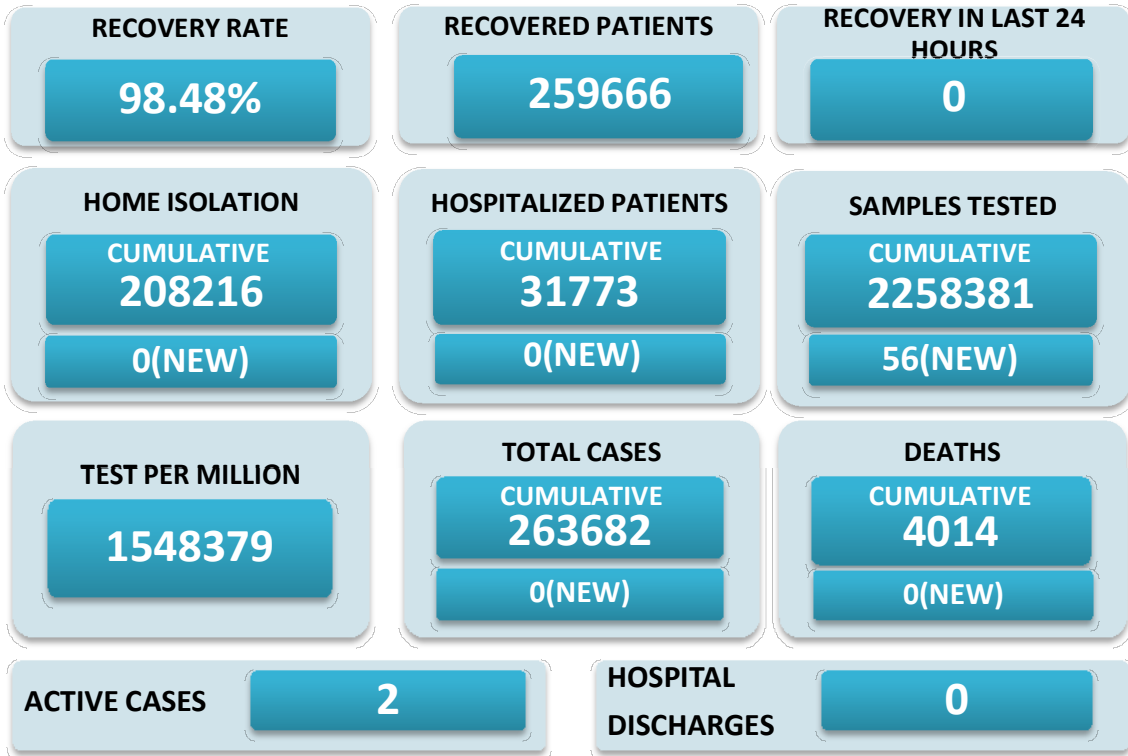 RECOVERY RATE
98.48%
RECOVERED PATIENTS
259666
RECOVERY IN LAST 24
HOURS
0
HOME ISOLATION
CUMULATIVE
208216
0(NEW)
HOSPITALIZED PATIENTS
CUMULATIVE
31773
0(NEW)
SAMPLES TESTED
CUMULATIVE
2258381
56(NEW)
TEST PER MILLION
1548379
TOTAL CASES
CUMULATIVE
263682
0(NEW)
DEATHS
CUMULATIVE
4014
0(NEW)
ACTIVE CASES
2
HOSPITAL
DISCHARGES
0